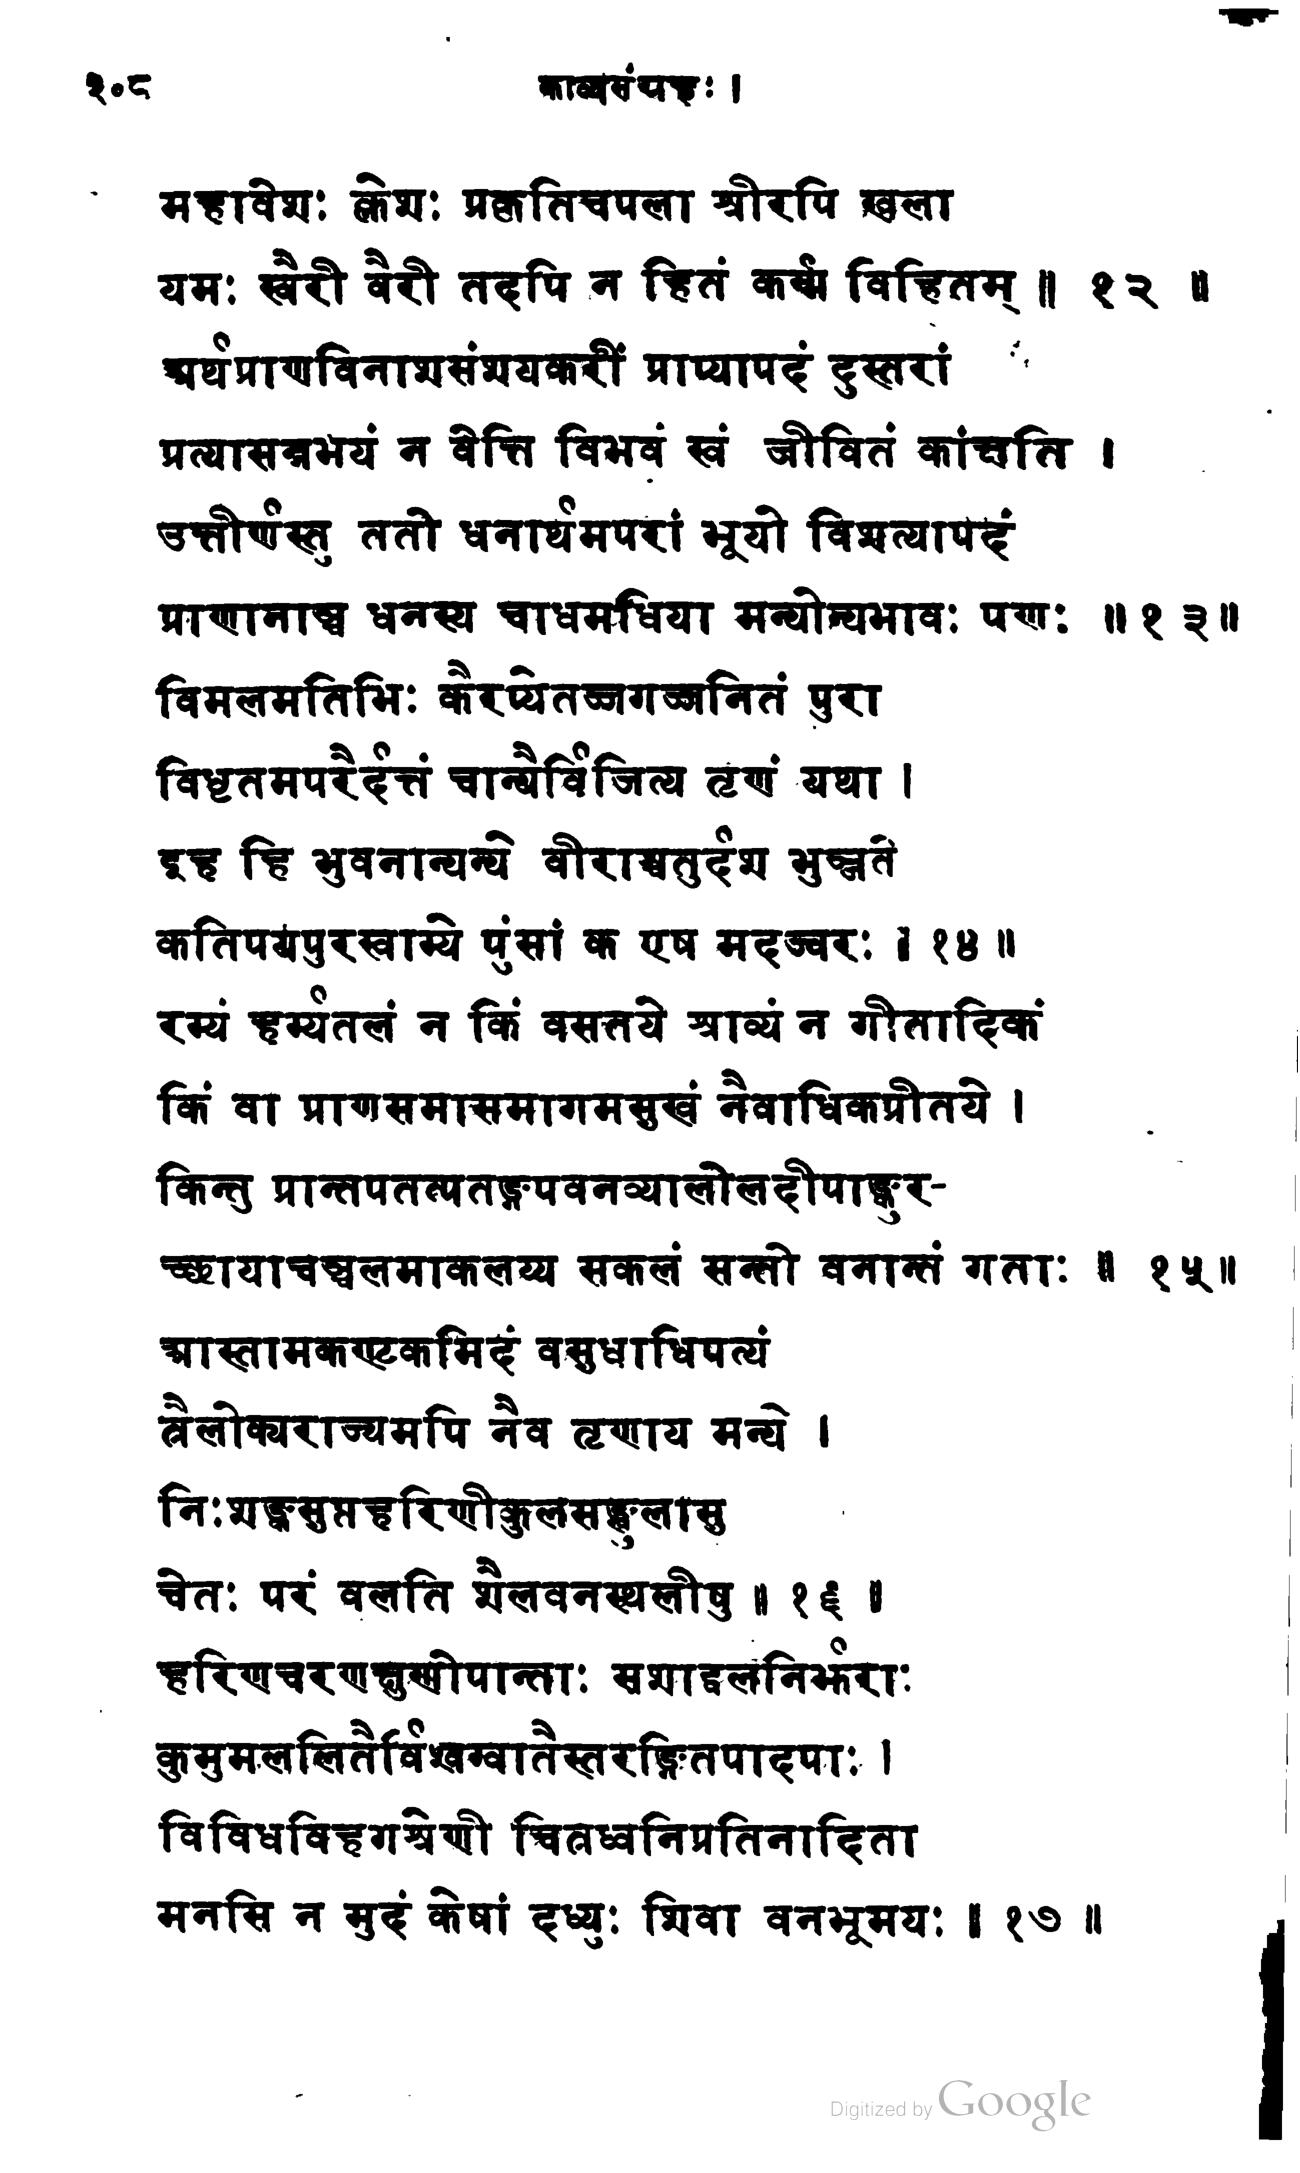 २०८
काव्यसंग्रहः ।
महावेशः क्लेशः प्रकृतिचपला श्रीरपि खला
यमः स्वैरी वैरी तदपि न हितं कर्म्म विहितम् ॥ १२ ॥
अर्थप्राणविनाशसंशयकरीं प्राप्यापदं दुस्तरां
प्रत्यासन्नभयं न वेत्ति विभवं स्वं जीवितं कांक्षति ।
उत्तीर्णस्तु ततो धनार्थमपरां भूयो विशत्यापदं
प्राणानाञ्च धनस्य चाधमधिया मन्योन्यभावः पणः ॥ १३ ॥
विमलमतिभिः कैरप्येतज्जगज्जनितं पुरा
विधृतमपरैर्दत्तं चान्यैर्विजित्य तृणं यथा ।
इह हि भुवनान्यन्ये वीराश्चतुर्दश भुञ्जते
कतिपयपुरस्वाम्ये पुंसां क एष मदज्वरः । १४ ॥
रम्यं हर्म्यतलं न किं वसतये श्राव्यं न गीतादिकं
किं वा प्राणसमासमागमसुखं नैवाधिकप्रीतये ।
किन्तु प्रान्तपतत्पतङ्गपवनव्यालोलदीपाङ्कुर-
च्छायाचञ्चलमाकलय्य सकलं सन्तो वनान्तं गताः ॥ १५ ॥
आस्तामकण्टकमिदं वसुधाधिपत्यं
त्रैलोक्यराज्यमपि नैव तृणाय मन्ये ।
निःशङ्कसुप्तहरिणीकुलसङ्कुलासु
चेतः परं वलति शैलवनस्थलीषु ॥ १६ ॥
हरिणचरणक्षुण्णोपान्ताः सशाद्वलनिर्झराः
कुसुमललितैर्विश्वग्वातैस्तरङ्गितपादपाः ।
विविधविहगश्रेणी चित्रध्वनिप्रतिनादिता
मनसि न मुदं केषां दध्युः शिवा वनभूमयः ॥ १७ ॥
Digitized by Google